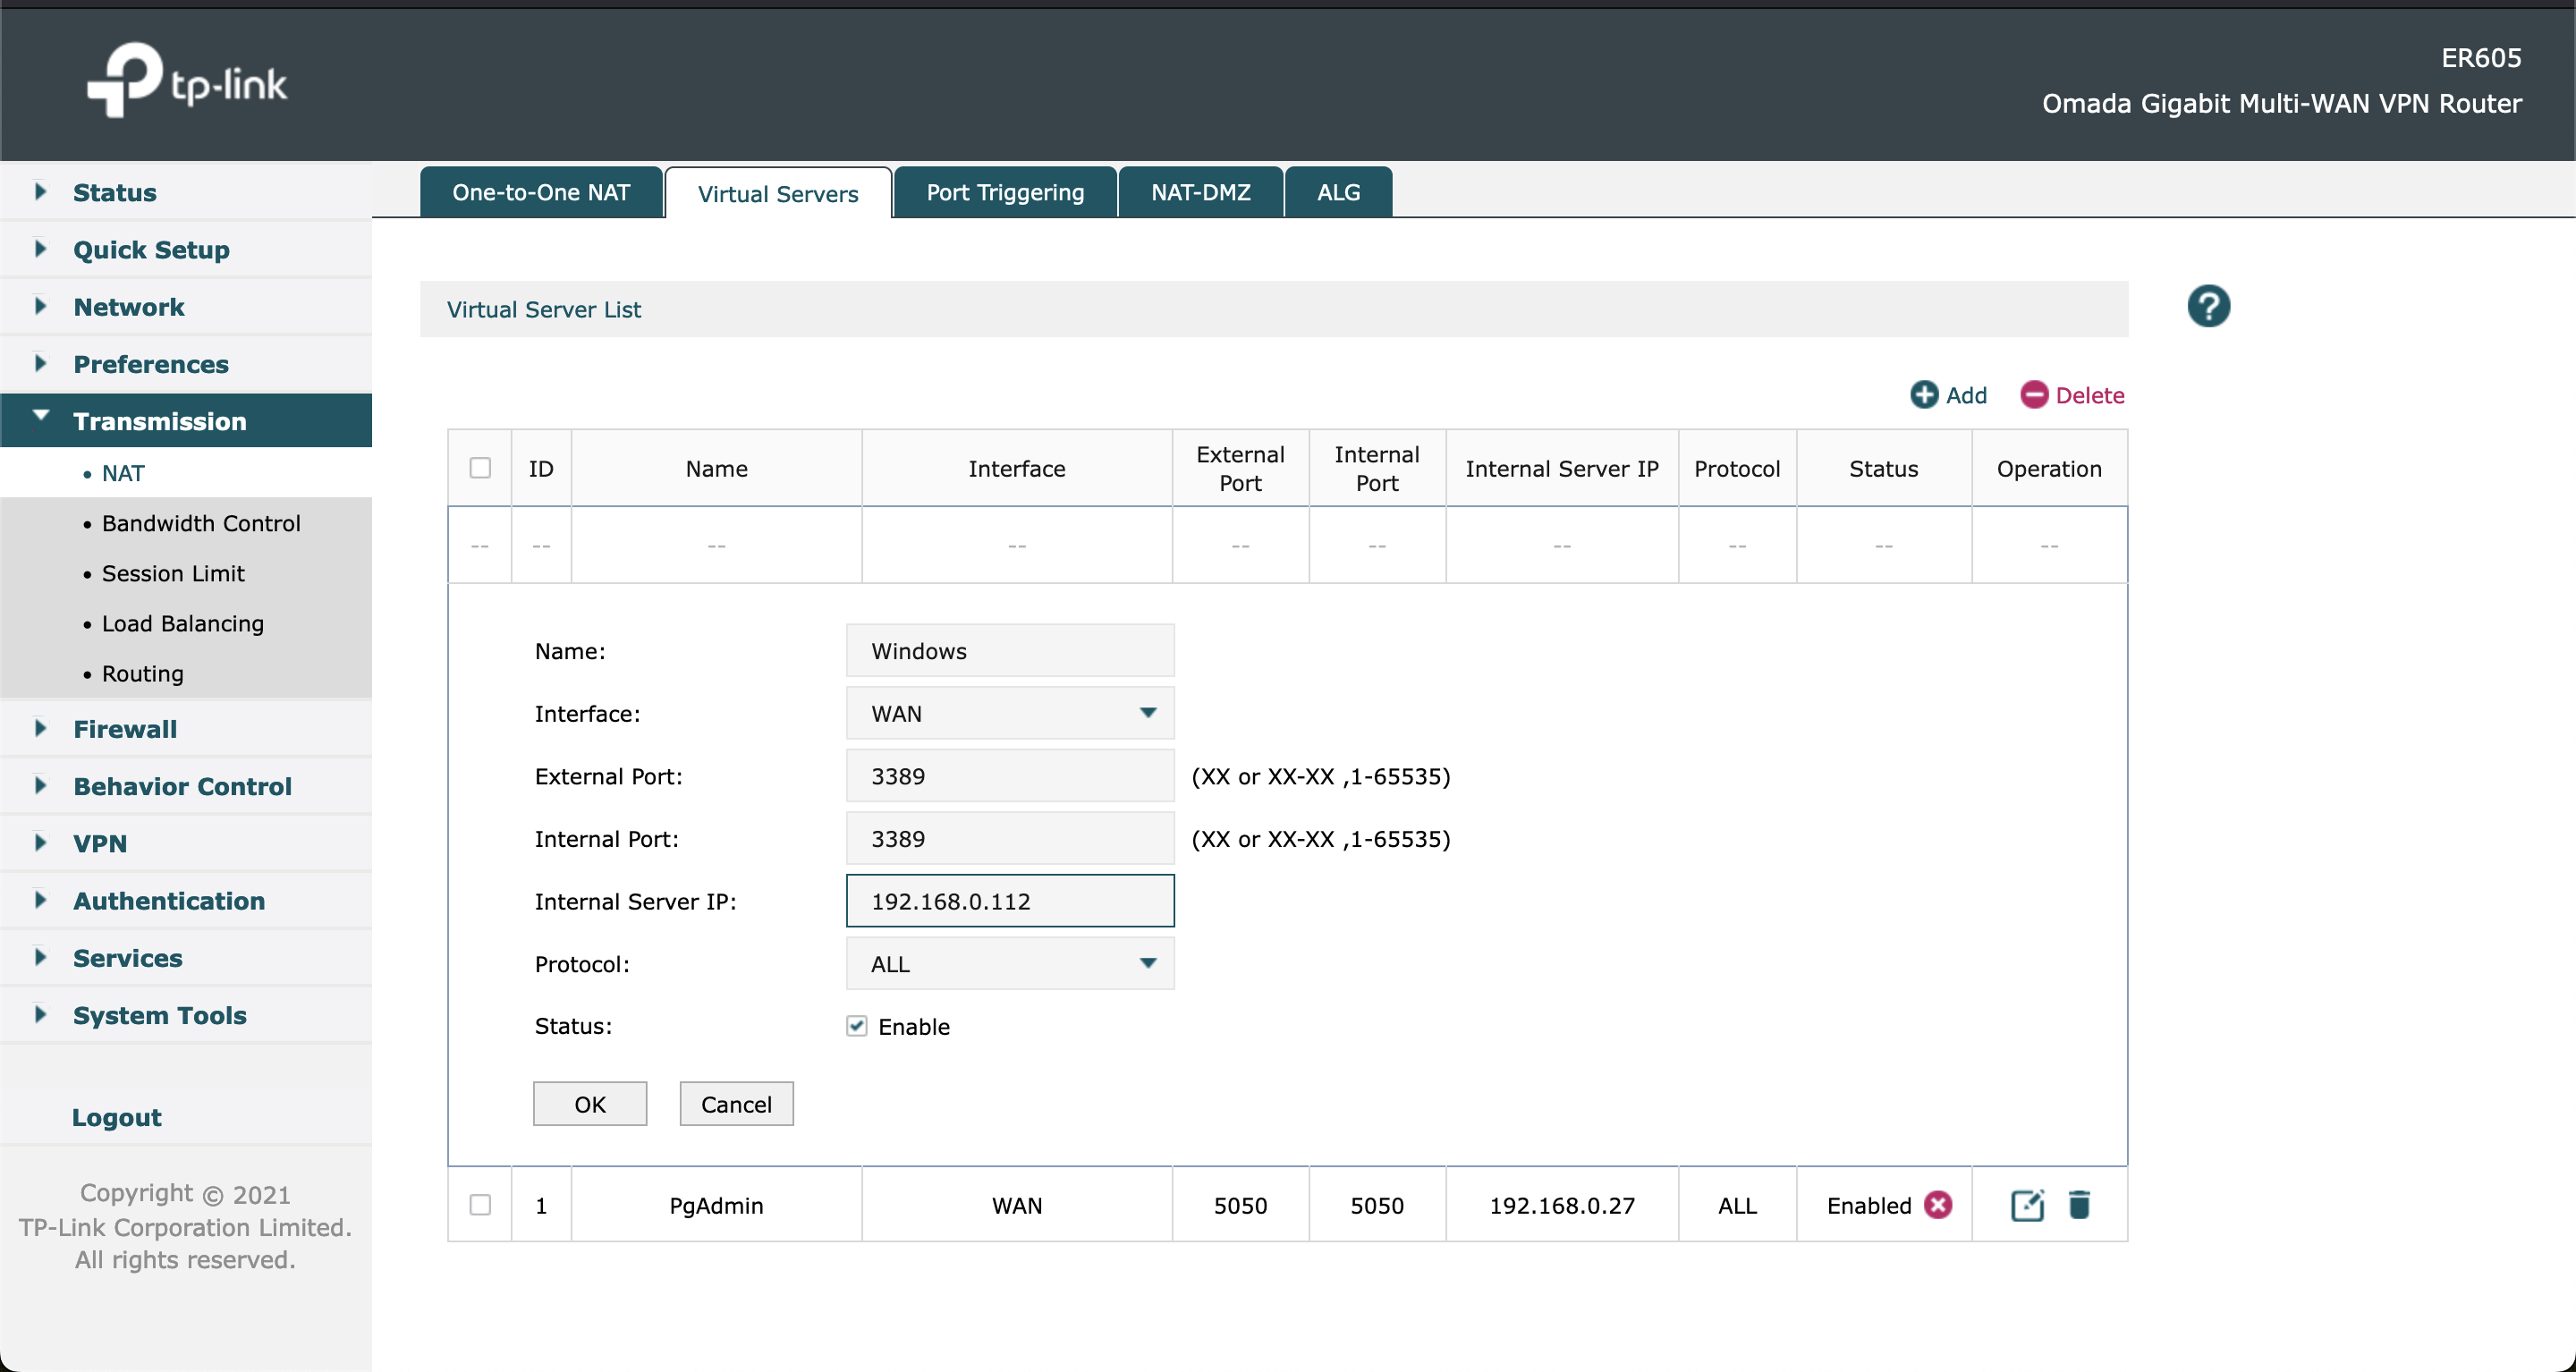 tp-link
ER605
Omada Gigabit Multi-WAN VPN Router
Status
Quick Setup
Network
Preferences
Transmission
• NAT
• Bandwidth Control
• Session Limit
• Load Balancing
• Routing
Firewall
Behavior Control
VPN
Authentication
Services
System Tools
Logout
Copyright © 2021
TP-Link Corporation Limited.
All rights reserved.
One-to-One NAT Virtual Servers Port Triggering NAT-DMZ ALG
Virtual Server List
?
Add Delete
ID Name Interface External Port Internal Port Internal Server IP Protocol Status Operation
-- -- -- -- -- -- -- -- -- --
Name: Windows
Interface: WAN
External Port: 3389 (XX or XX-XX ,1-65535)
Internal Port: 3389 (XX or XX-XX ,1-65535)
Internal Server IP: 192.168.0.112
Protocol: ALL
Status: Enable
OK Cancel
1 PgAdmin WAN 5050 5050 192.168.0.27 ALL Enabled